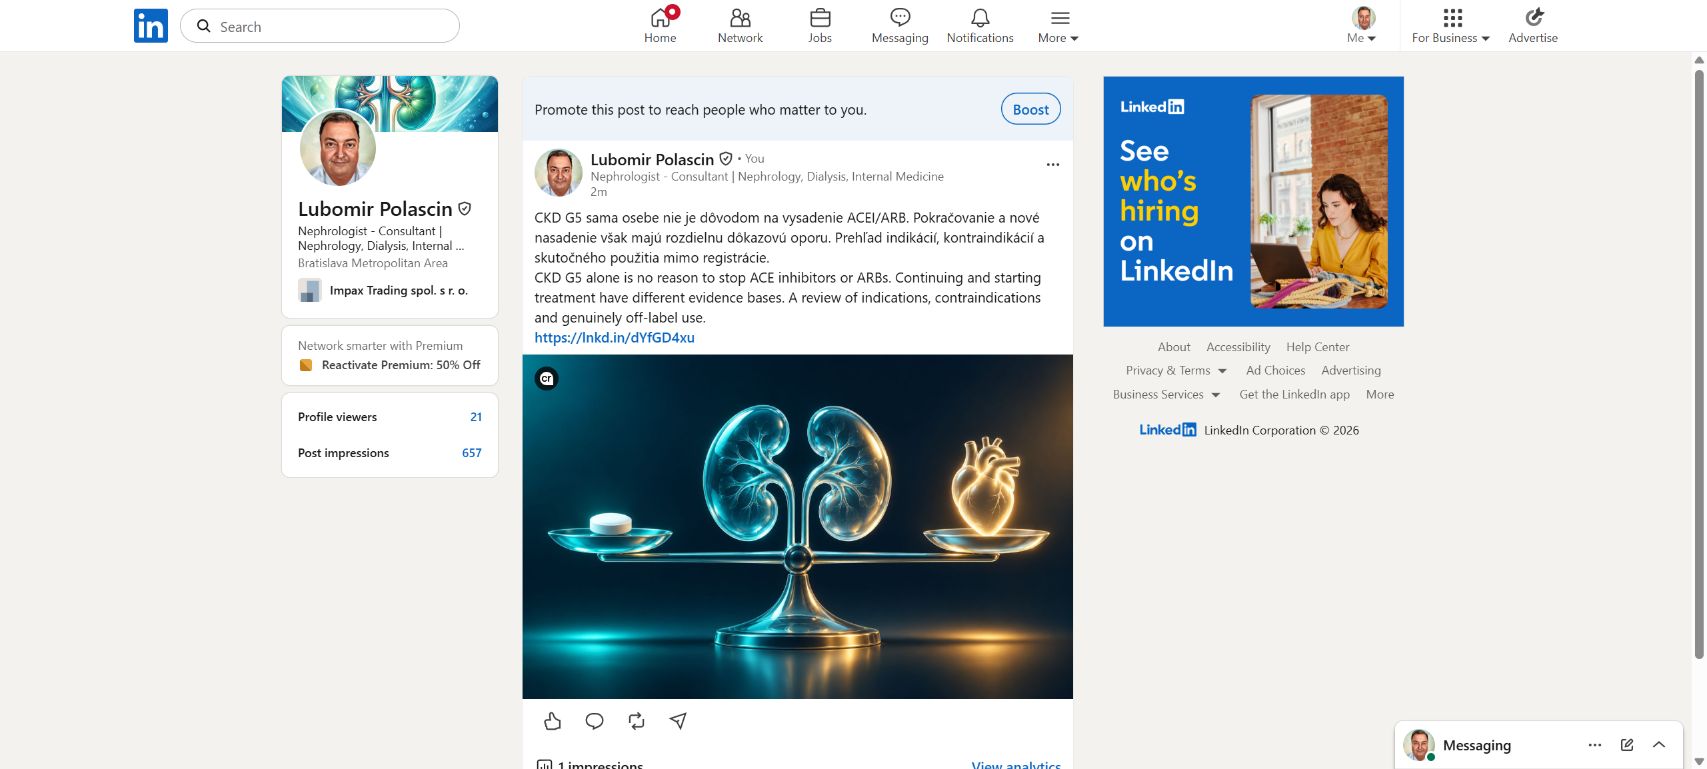 in
Search
Home
Network
Jobs
Messaging
Notifications
More
Me
For Business
Advertise
Lubomir Polascin
Nephrologist - Consultant |
Nephrology, Dialysis, Internal ...
Bratislava Metropolitan Area
Impax Trading spol. s r. o.
Network smarter with Premium
Reactivate Premium: 50% Off
Profile viewers 21
Post impressions 657
Promote this post to reach people who matter to you.
Boost
Lubomir Polascin • You
Nephrologist - Consultant | Nephrology, Dialysis, Internal Medicine
2m
CKD G5 sama osebe nie je dôvodom na vysadenie ACEI/ARB. Pokračovanie a nové
nasadenie však majú rozdielnu dôkazovú oporu. Prehľad indikácií, kontraindikácií a
skutočného použitia mimo registrácie.
CKD G5 alone is no reason to stop ACE inhibitors or ARBs. Continuing and starting
treatment have different evidence bases. A review of indications, contraindications
and genuinely off-label use.
https://lnkd.in/dYfGD4xu
cr
1 impressions
View analytics
LinkedIn
See
who's
hiring
on
LinkedIn
About Accessibility Help Center
Privacy & Terms Ad Choices Advertising
Business Services Get the LinkedIn app More
LinkedIn LinkedIn Corporation © 2026
Messaging